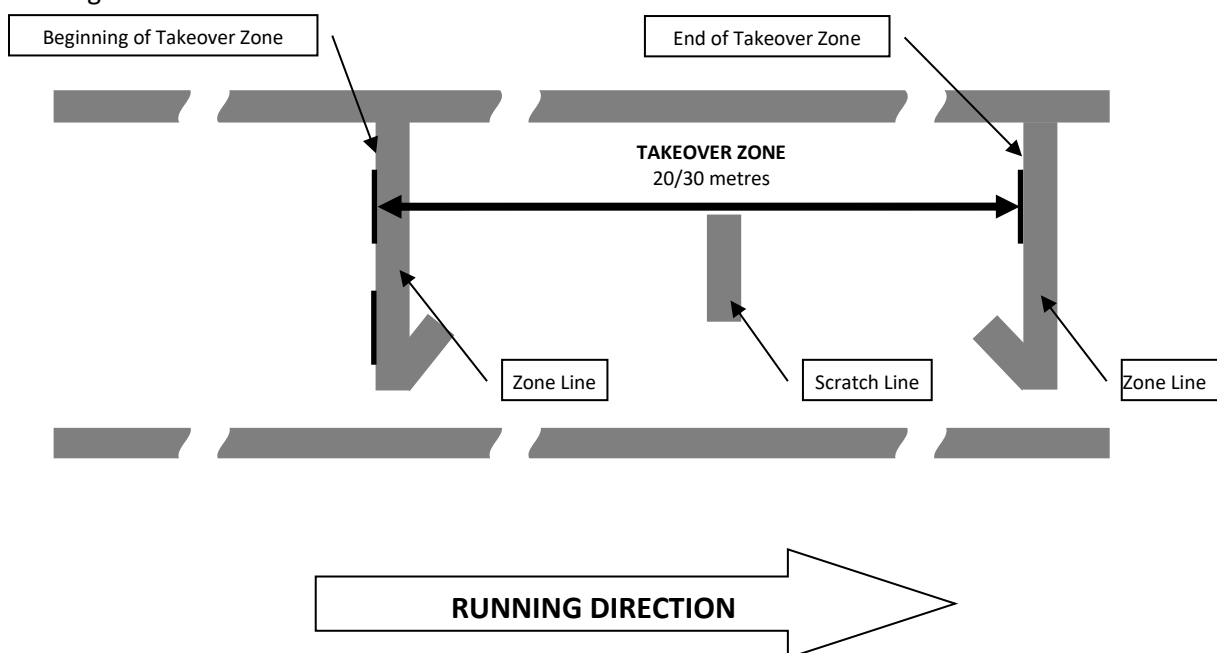 Beginning of Takeover Zone
End of Takeover Zone
TAKEOVER ZONE
20/30 metres
Zone Line
Scratch Line
Zone Line
RUNNING DIRECTION